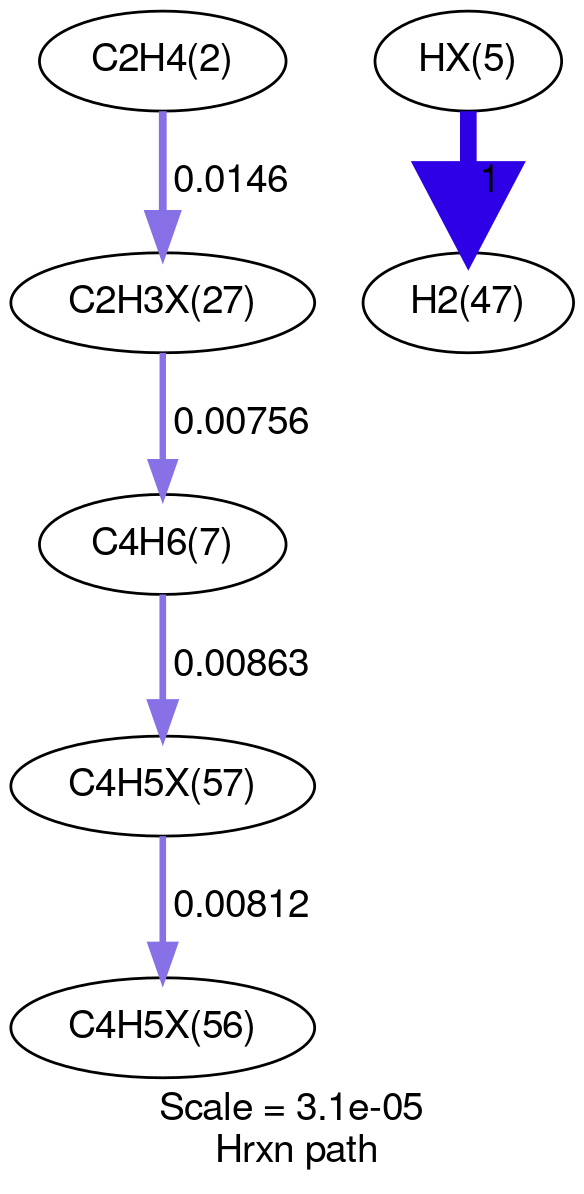 C2H4(2)
HX(5)
0.0146
1
C2H3X(27)
H2(47)
0.00756
C4H6(7)
0.00863
C4H5X(57)
0.00812
C4H5X(56)
Scale = 3.1e-05
Hrxn path